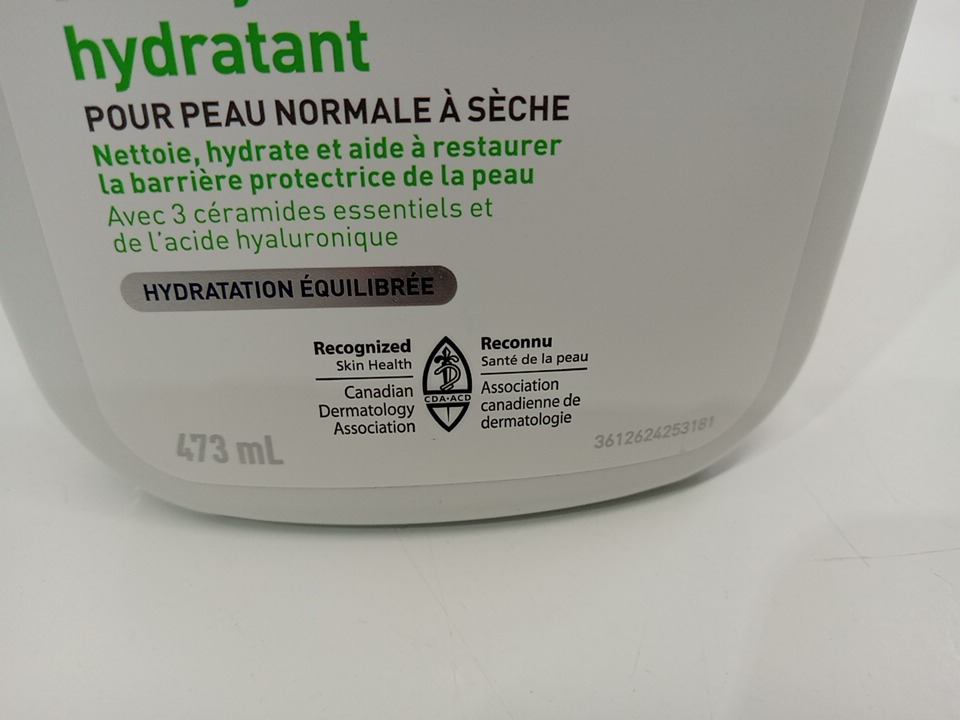 hydratant
POUR PEAU NORMALE À SÈCHE
Nettoie, hydrate et aide à restaurer
la barrière protectrice de la peau
Avec 3 céramides essentiels et
de l'acide hyaluronique
HYDRATATION ÉQUILIBRÉE
Recognized
Skin Health
Canadian
Dermatology
Association
CDA•ACD
Reconnu
Santé de la peau
Association
canadienne de
dermatologie
473 mL
3612624253181